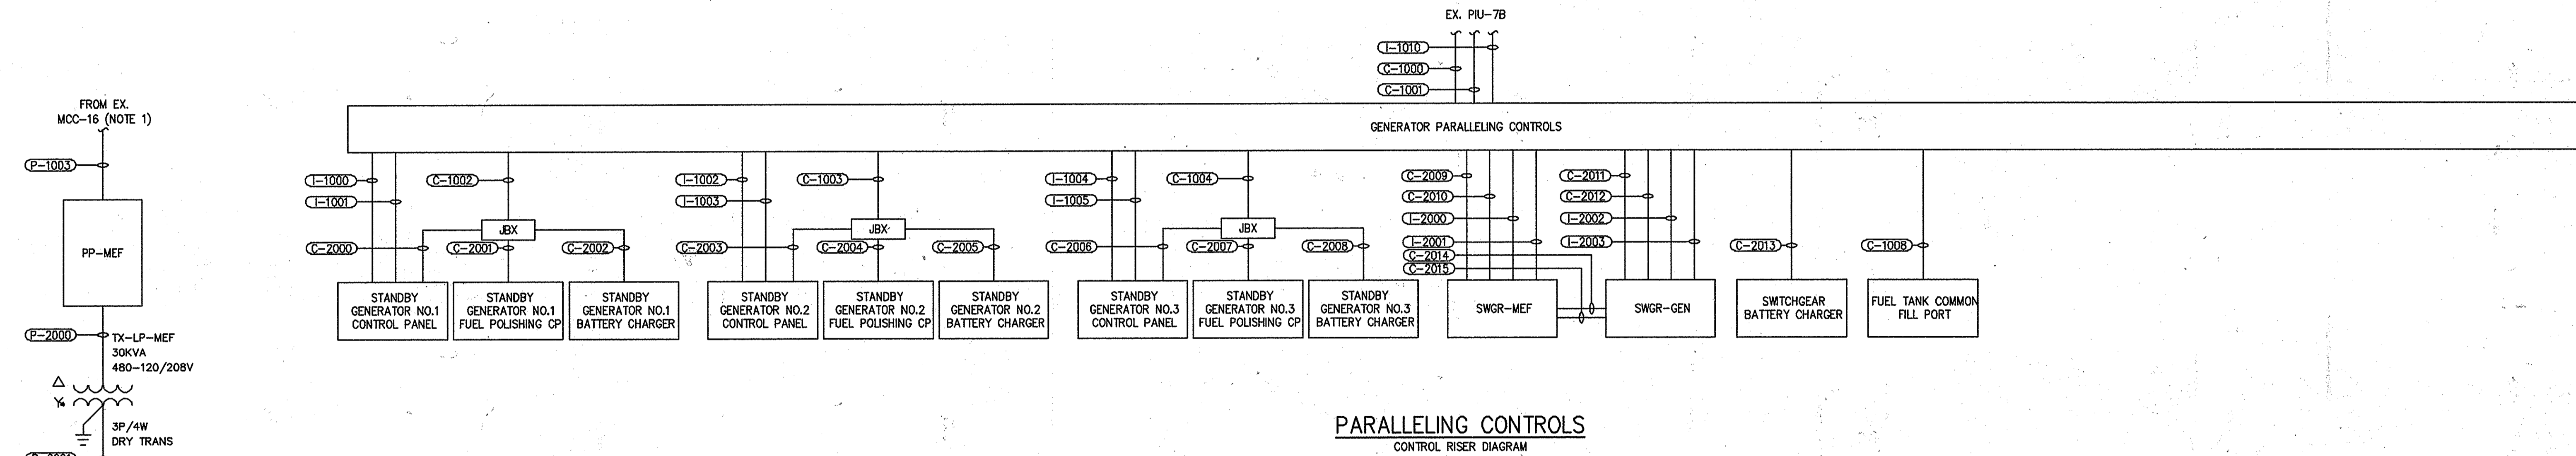 EX. PIU-7B
I-1010
C-1000
C-1001
GENERATOR PARALLELING CONTROLS
FROM EX.
MCC-16 (NOTE 1)
P-1003
PP-MEF
P-2000
TX-LP-MEF
30KVA
480-120/208V
3P/4W
DRY TRANS
I-1000
I-1001
C-1002
JBX
C-2000
C-2001
C-2002
STANDBY
GENERATOR NO.1
CONTROL PANEL
STANDBY
GENERATOR NO.1
FUEL POLISHING CP
STANDBY
GENERATOR NO.1
BATTERY CHARGER
I-1002
I-1003
C-1003
JBX
C-2003
C-2004
C-2005
STANDBY
GENERATOR NO.2
CONTROL PANEL
STANDBY
GENERATOR NO.2
FUEL POLISHING CP
STANDBY
GENERATOR NO.2
BATTERY CHARGER
I-1004
I-1005
C-1004
JBX
C-2006
C-2007
C-2008
STANDBY
GENERATOR NO.3
CONTROL PANEL
STANDBY
GENERATOR NO.3
FUEL POLISHING CP
STANDBY
GENERATOR NO.3
BATTERY CHARGER
C-2009
C-2010
I-2000
I-2001
C-2014
C-2015
SWGR-MEF
C-2011
C-2012
I-2002
I-2003
SWGR-GEN
C-2013
SWITCHGEAR
BATTERY CHARGER
C-1008
FUEL TANK COMMON
FILL PORT
PARALLELING CONTROLS
CONTROL RISER DIAGRAM